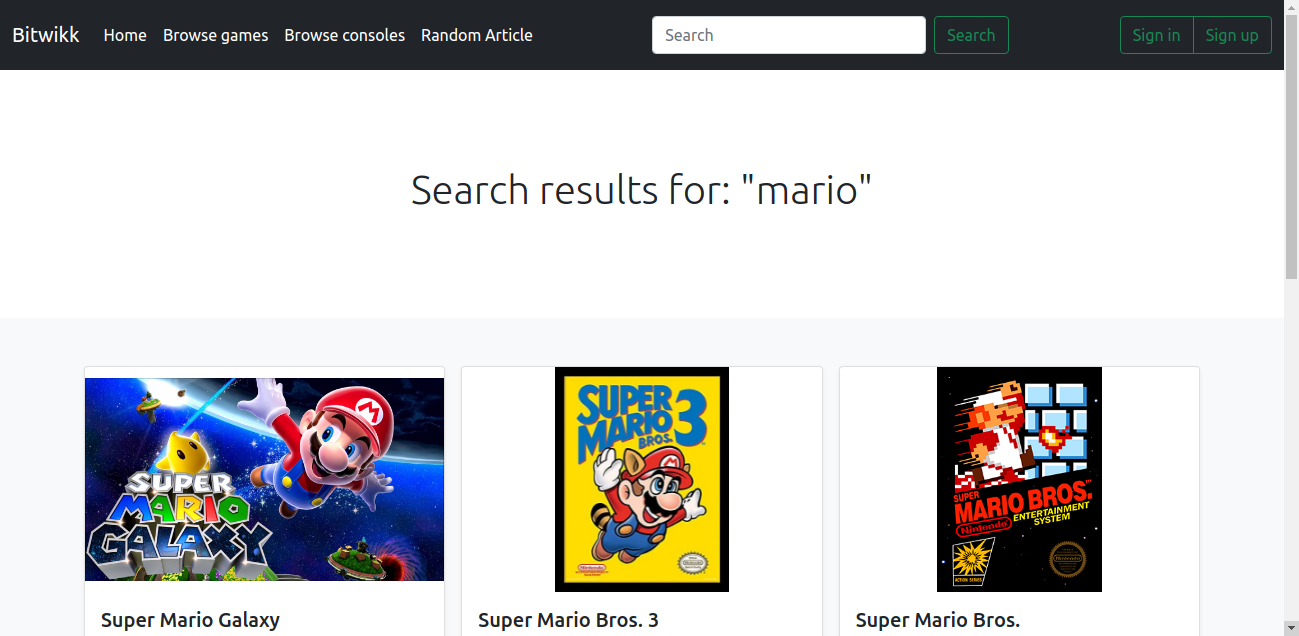 Bitwikk Home Browse games Browse consoles Random Article Search Search Sign in Sign up
Search results for: "mario"
SUPER
MARIO
GALAXY
SUPER
MARIO 3
BROS.
Nintendo
SUPER
MARIO BROS.
Nintendo
ENTERTAINMENT
SYSTEM
ACTION SERIES
Super Mario Galaxy
Super Mario Bros. 3
Super Mario Bros.